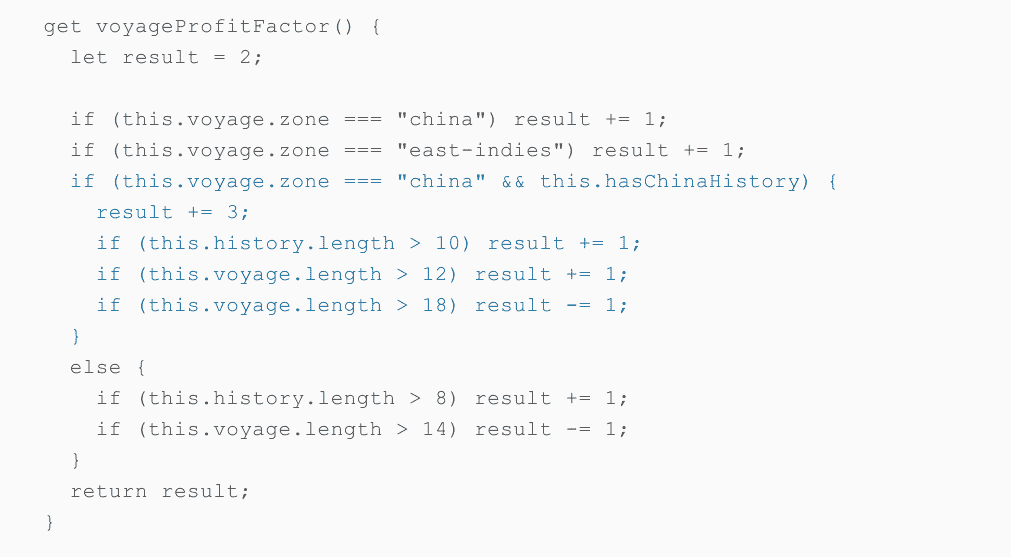 get voyageProfitFactor() {
  let result = 2;

  if (this.voyage.zone === "china") result += 1;
  if (this.voyage.zone === "east-indies") result += 1;
  if (this.voyage.zone === "china" && this.hasChinaHistory) {
    result += 3;
    if (this.history.length > 10) result += 1;
    if (this.voyage.length > 12) result += 1;
    if (this.voyage.length > 18) result -= 1;
  }
  else {
    if (this.history.length > 8) result += 1;
    if (this.voyage.length > 14) result -= 1;
  }
  return result;
}